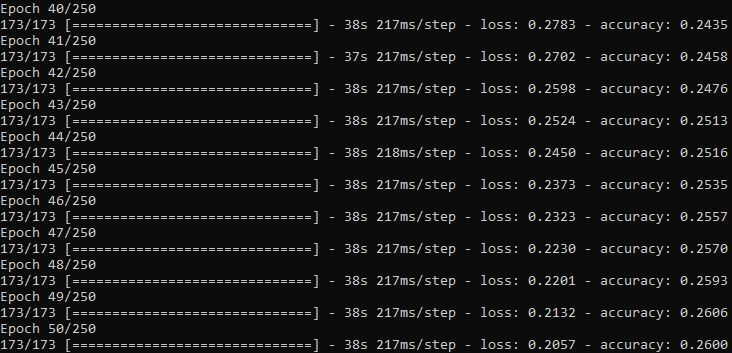 Epoch 40/250
173/173 [==============================] - 38s 217ms/step - loss: 0.2783 - accuracy: 0.2435
Epoch 41/250
173/173 [==============================] - 37s 217ms/step - loss: 0.2702 - accuracy: 0.2458
Epoch 42/250
173/173 [==============================] - 38s 217ms/step - loss: 0.2598 - accuracy: 0.2476
Epoch 43/250
173/173 [==============================] - 38s 217ms/step - loss: 0.2524 - accuracy: 0.2513
Epoch 44/250
173/173 [==============================] - 38s 218ms/step - loss: 0.2450 - accuracy: 0.2516
Epoch 45/250
173/173 [==============================] - 38s 217ms/step - loss: 0.2373 - accuracy: 0.2535
Epoch 46/250
173/173 [==============================] - 38s 217ms/step - loss: 0.2323 - accuracy: 0.2557
Epoch 47/250
173/173 [==============================] - 38s 217ms/step - loss: 0.2230 - accuracy: 0.2570
Epoch 48/250
173/173 [==============================] - 38s 217ms/step - loss: 0.2201 - accuracy: 0.2593
Epoch 49/250
173/173 [==============================] - 38s 217ms/step - loss: 0.2132 - accuracy: 0.2606
Epoch 50/250
173/173 [==============================] - 38s 217ms/step - loss: 0.2057 - accuracy: 0.2600